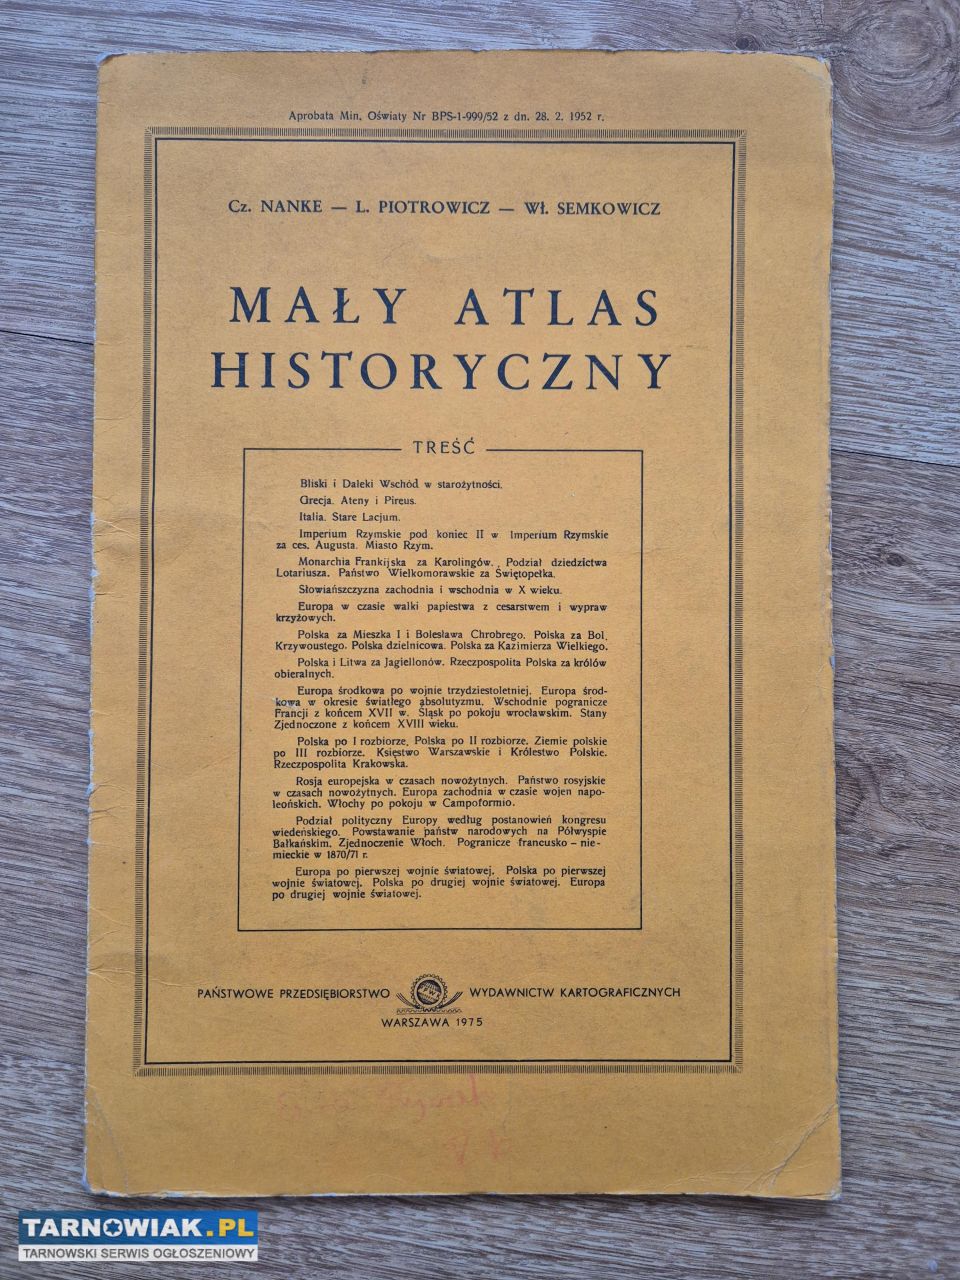 Aprobata Min. Oświaty Nr BPS-1-999/52 z dn. 28. 2. 1952 r.
Cz. NANKE — L. PIOTROWICZ — Wł. SEMKOWICZ
MAŁY ATLAS
HISTORYCZNY
TREŚĆ
Bliski i Daleki Wschód w starożytności.
Grecja. Ateny i Pireus.
Italia. Stare Lacjum.
Imperium Rzymskie pod koniec II w. Imperium Rzymskie
za ces. Augusta. Miasto Rzym.
Monarchia Frankijska za Karolingów. Podział dziedzictwa
Lotariusza. Państwo Wielkomorawskie za Świętopełka.
Słowiańszczyzna zachodnia i wschodnia w X wieku.
Europa w czasie walki papiestwa z cesarstwem i wypraw
krzyżowych.
Polska za Mieszka I i Bolesława Chrobrego. Polska za Bol.
Krzywoustego. Polska dzielnicowa. Polska za Kazimierza Wielkiego.
Polska i Litwa za Jagiellonów. Rzeczpospolita Polska za królów
obieralnych.
Europa środkowa po wojnie trzydziestoletniej. Europa środ-
kowa w okresie światłego absolutyzmu. Wschodnie pogranicze
Francji z końcem XVII w. Śląsk po pokoju wrocławskim. Stany
Zjednoczone z końcem XVIII wieku.
Polska po I rozbiorze. Polska po II rozbiorze. Ziemie polskie
po III rozbiorze. Księstwo Warszawskie i Królestwo Polskie.
Rzeczpospolita Krakowska.
Rosja europejska w czasach nowożytnych. Państwo rosyjskie
w czasach nowożytnych. Europa zachodnia w czasie wojen napo-
leońskich. Włochy po pokoju w Campoformio.
Podział polityczny Europy według postanowień kongresu
wiedeńskiego. Powstawanie państw narodowych na Półwyspie
Bałkańskim. Zjednoczenie Włoch. Pogranicze francusko-nie-
mieckie w 1870/71 r.
Europa po pierwszej wojnie światowej. Polska po pierwszej
wojnie światowej. Polska po drugiej wojnie światowej. Europa
po drugiej wojnie światowej.
PAŃSTWOWE PRZEDSIĘBIORSTWO WYDAWNICTW KARTOGRAFICZNYCH
WARSZAWA 1975
TARNOWIAK.PL
TARNOWSKI SERWIS OGŁOSZENIOWY